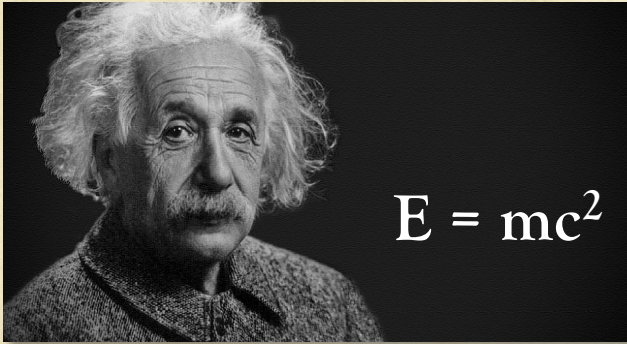 E = mc²